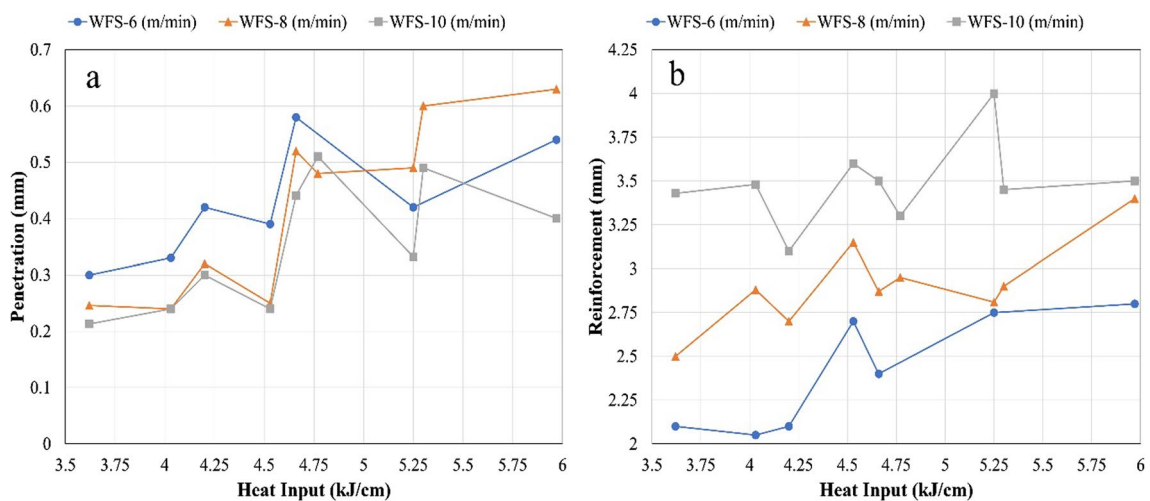 WFS-6 (m/min) WFS-8 (m/min) WFS-10 (m/min)
a
0.7
0.6
0.5
0.4
0.3
0.2
0.1
0
Penetration (mm)
3.5 3.75 4 4.25 4.5 4.75 5 5.25 5.5 5.75 6
Heat Input (kJ/cm)
WFS-6 (m/min) WFS-8 (m/min) WFS-10 (m/min)
b
4.25
4
3.75
3.5
3.25
3
2.75
2.5
2.25
2
Reinforcement (mm)
3.5 3.75 4 4.25 4.5 4.75 5 5.25 5.5 5.75 6
Heat Input (kJ/cm)